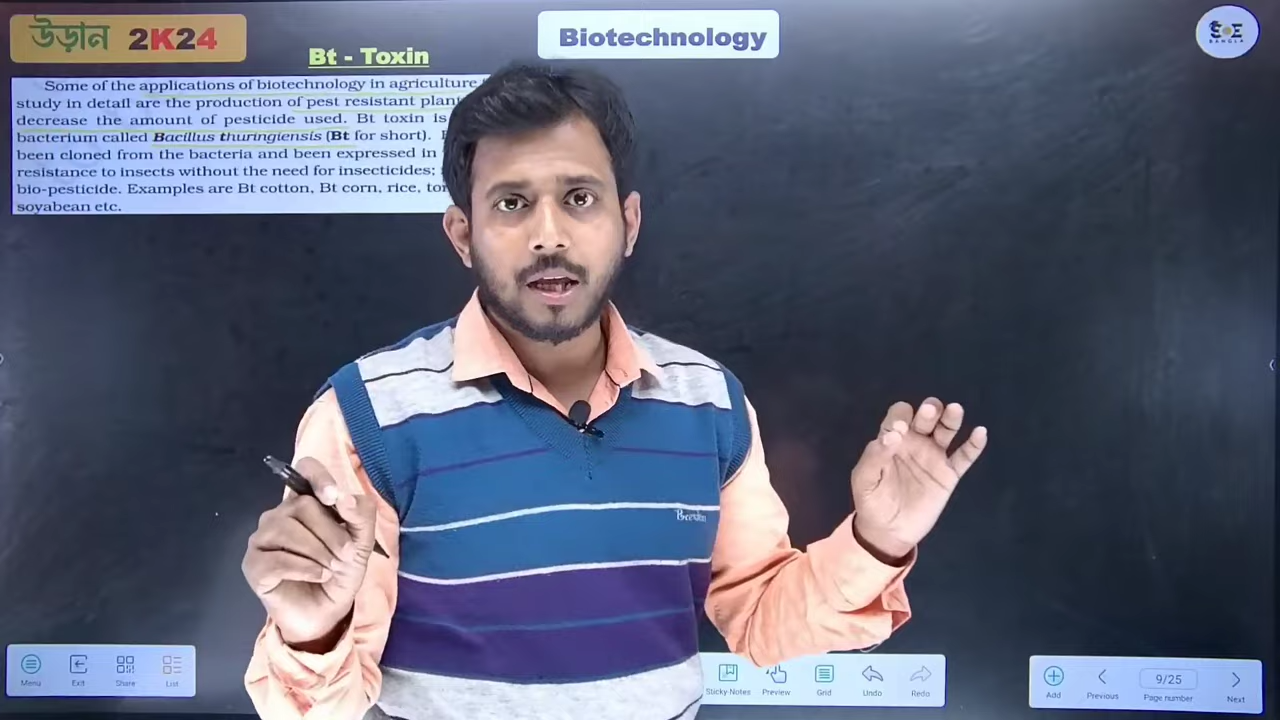 উড়ান 2K24
Biotechnology
SOE
BANGLA
Bt - Toxin
Some of the applications of biotechnology in agriculture
study in detail are the production of pest resistant
decrease the amount of pesticide used. Bt toxin is
bacterium called Bacillus thuringiensis (Bt for short).
been cloned from the bacteria and been expressed in
resistance to insects without the need for insecticides;
bio-pesticide. Examples are Bt cotton, Bt corn, rice,
soyabean etc.
Menu
Exit
Share
List
Sticky Notes
Preview
Grid
Undo
Redo
Add
Previous
9/25
Page number
Next